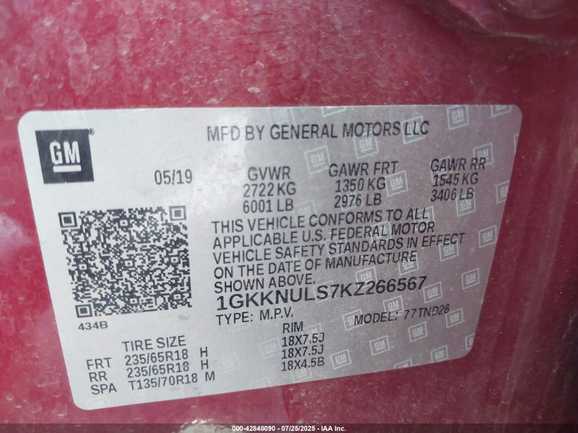 MFD BY GENERAL MOTORS LLC
GM
05/19 GVWR GAWR FRT GAWR RR
2722 KG 1350 KG 1545 KG
6001 LB 2976 LB 3406 LB
THIS VEHICLE CONFORMS TO ALL
APPLICABLE U.S. FEDERAL MOTOR
VEHICLE SAFETY STANDARDS IN EFFECT
ON THE DATE OF MANUFACTURE
SHOWN ABOVE.
1GKKNULS7KZ266567
TYPE: M.P.V. MODEL: 77TND26
434B
TIRE SIZE RIM
FRT 235/65R18 H 18X7.5J
RR 235/65R18 H 18X7.5J
SPA T135/70R18 M 18X4.5B
000-42848090 - 07/25/2025 - IAA, Inc.